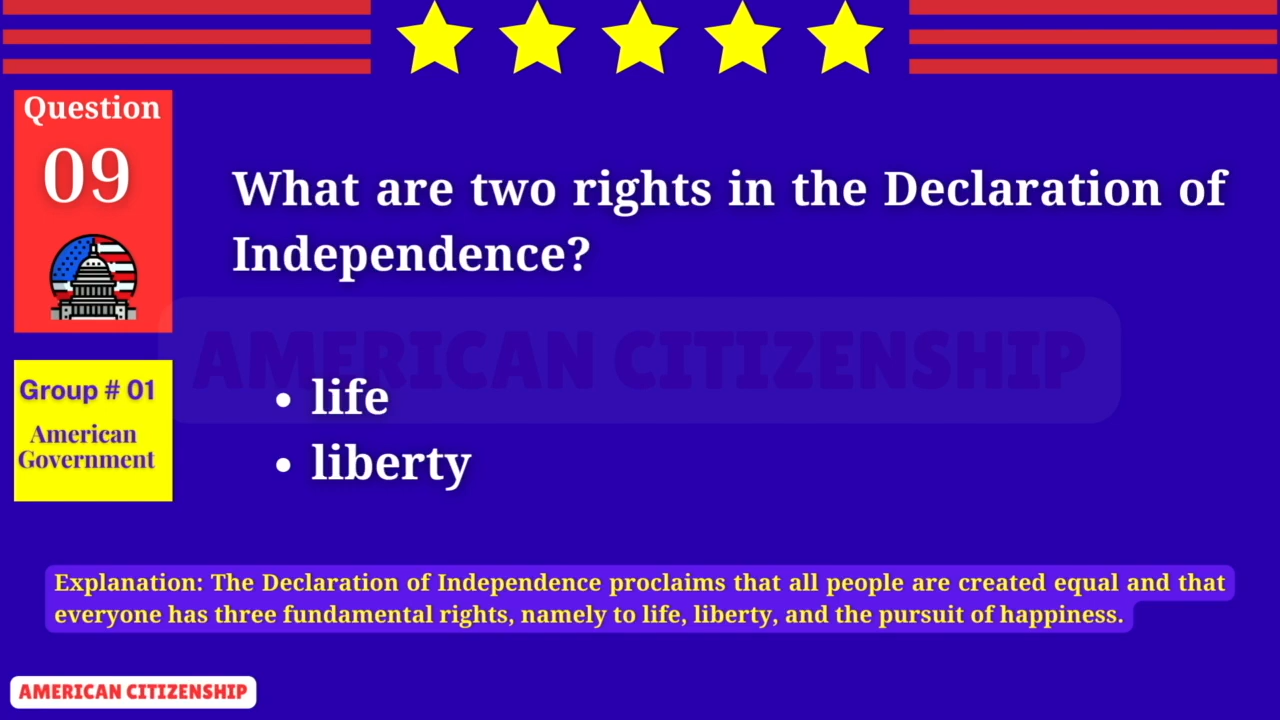 Question
09
What are two rights in the Declaration of
Independence?
AMERICAN CITIZENSHIP
Group # 01
American
Government
• life
• liberty
Explanation: The Declaration of Independence proclaims that all people are created equal and that
everyone has three fundamental rights, namely to life, liberty, and the pursuit of happiness.
AMERICAN CITIZENSHIP